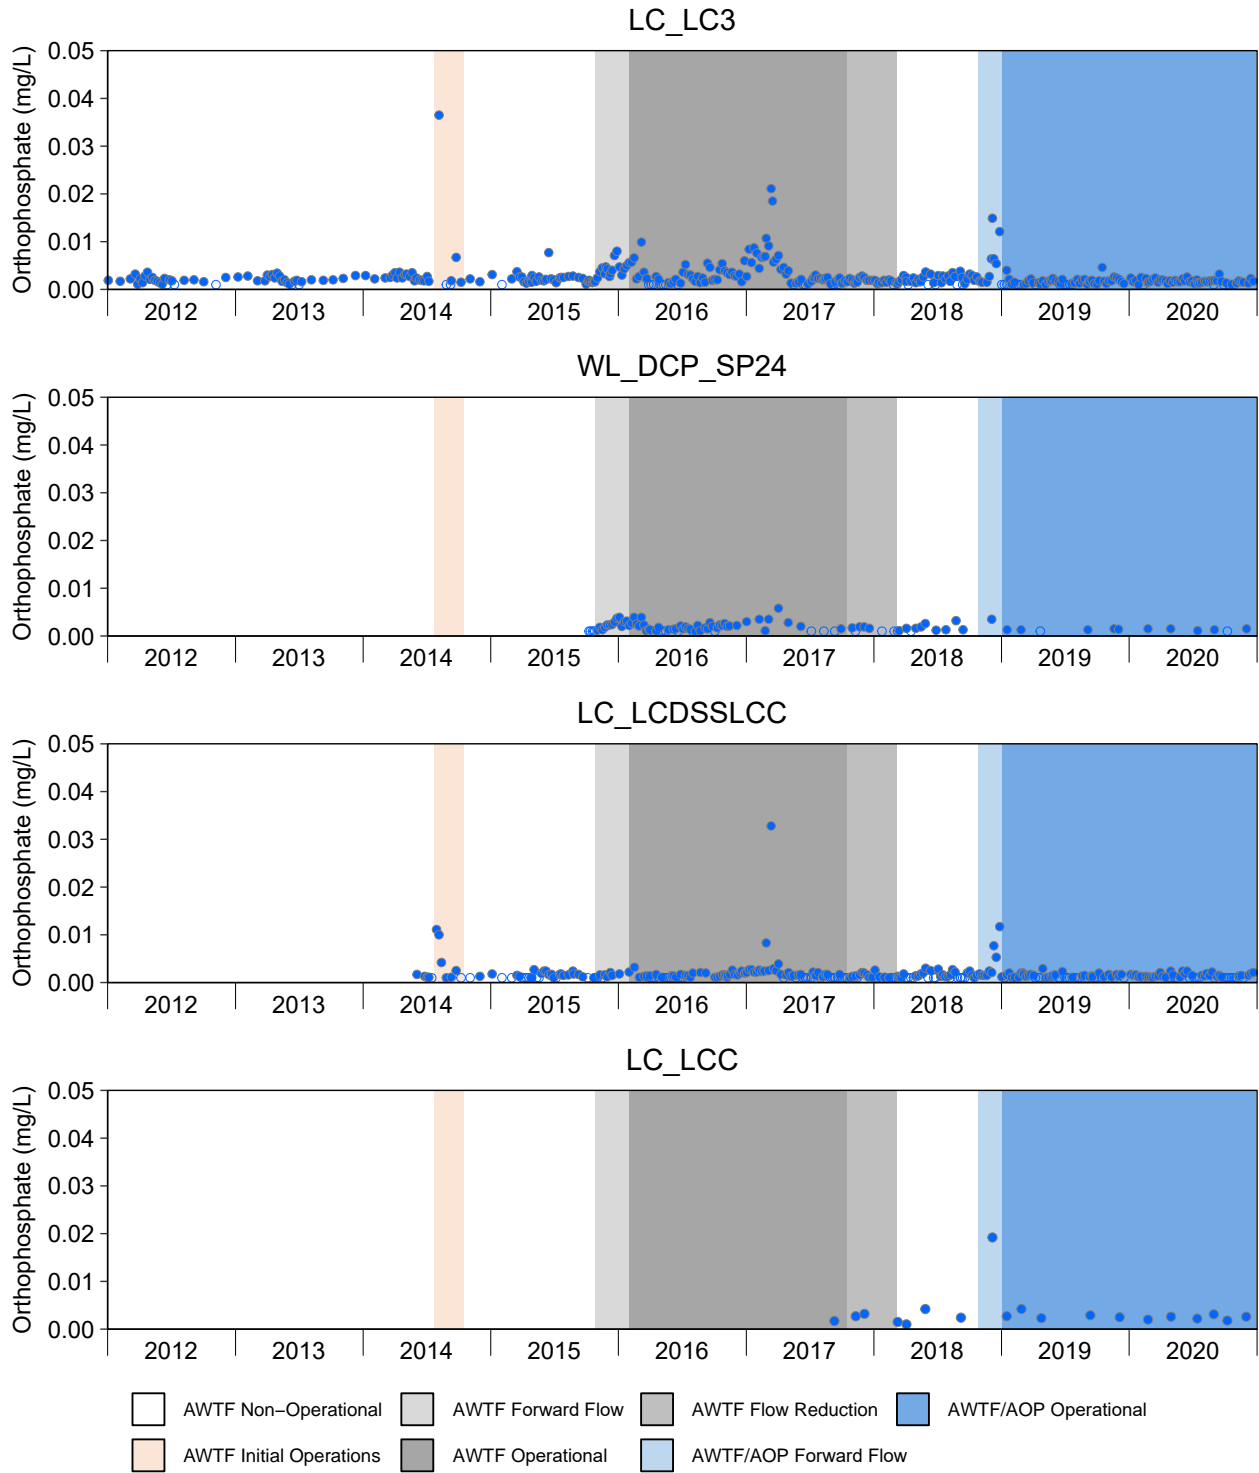 LC_LC3
Orthophosphate (mg/L)
0.05
0.04
0.03
0.02
0.01
0.00
2012 2013 2014 2015 2016 2017 2018 2019 2020
WL_DCP_SP24
Orthophosphate (mg/L)
0.05
0.04
0.03
0.02
0.01
0.00
2012 2013 2014 2015 2016 2017 2018 2019 2020
LC_LCDSSLCC
Orthophosphate (mg/L)
0.05
0.04
0.03
0.02
0.01
0.00
2012 2013 2014 2015 2016 2017 2018 2019 2020
LC_LCC
Orthophosphate (mg/L)
0.05
0.04
0.03
0.02
0.01
0.00
2012 2013 2014 2015 2016 2017 2018 2019 2020
AWTF Non−Operational AWTF Forward Flow AWTF Flow Reduction AWTF/AOP Operational
AWTF Initial Operations AWTF Operational AWTF/AOP Forward Flow